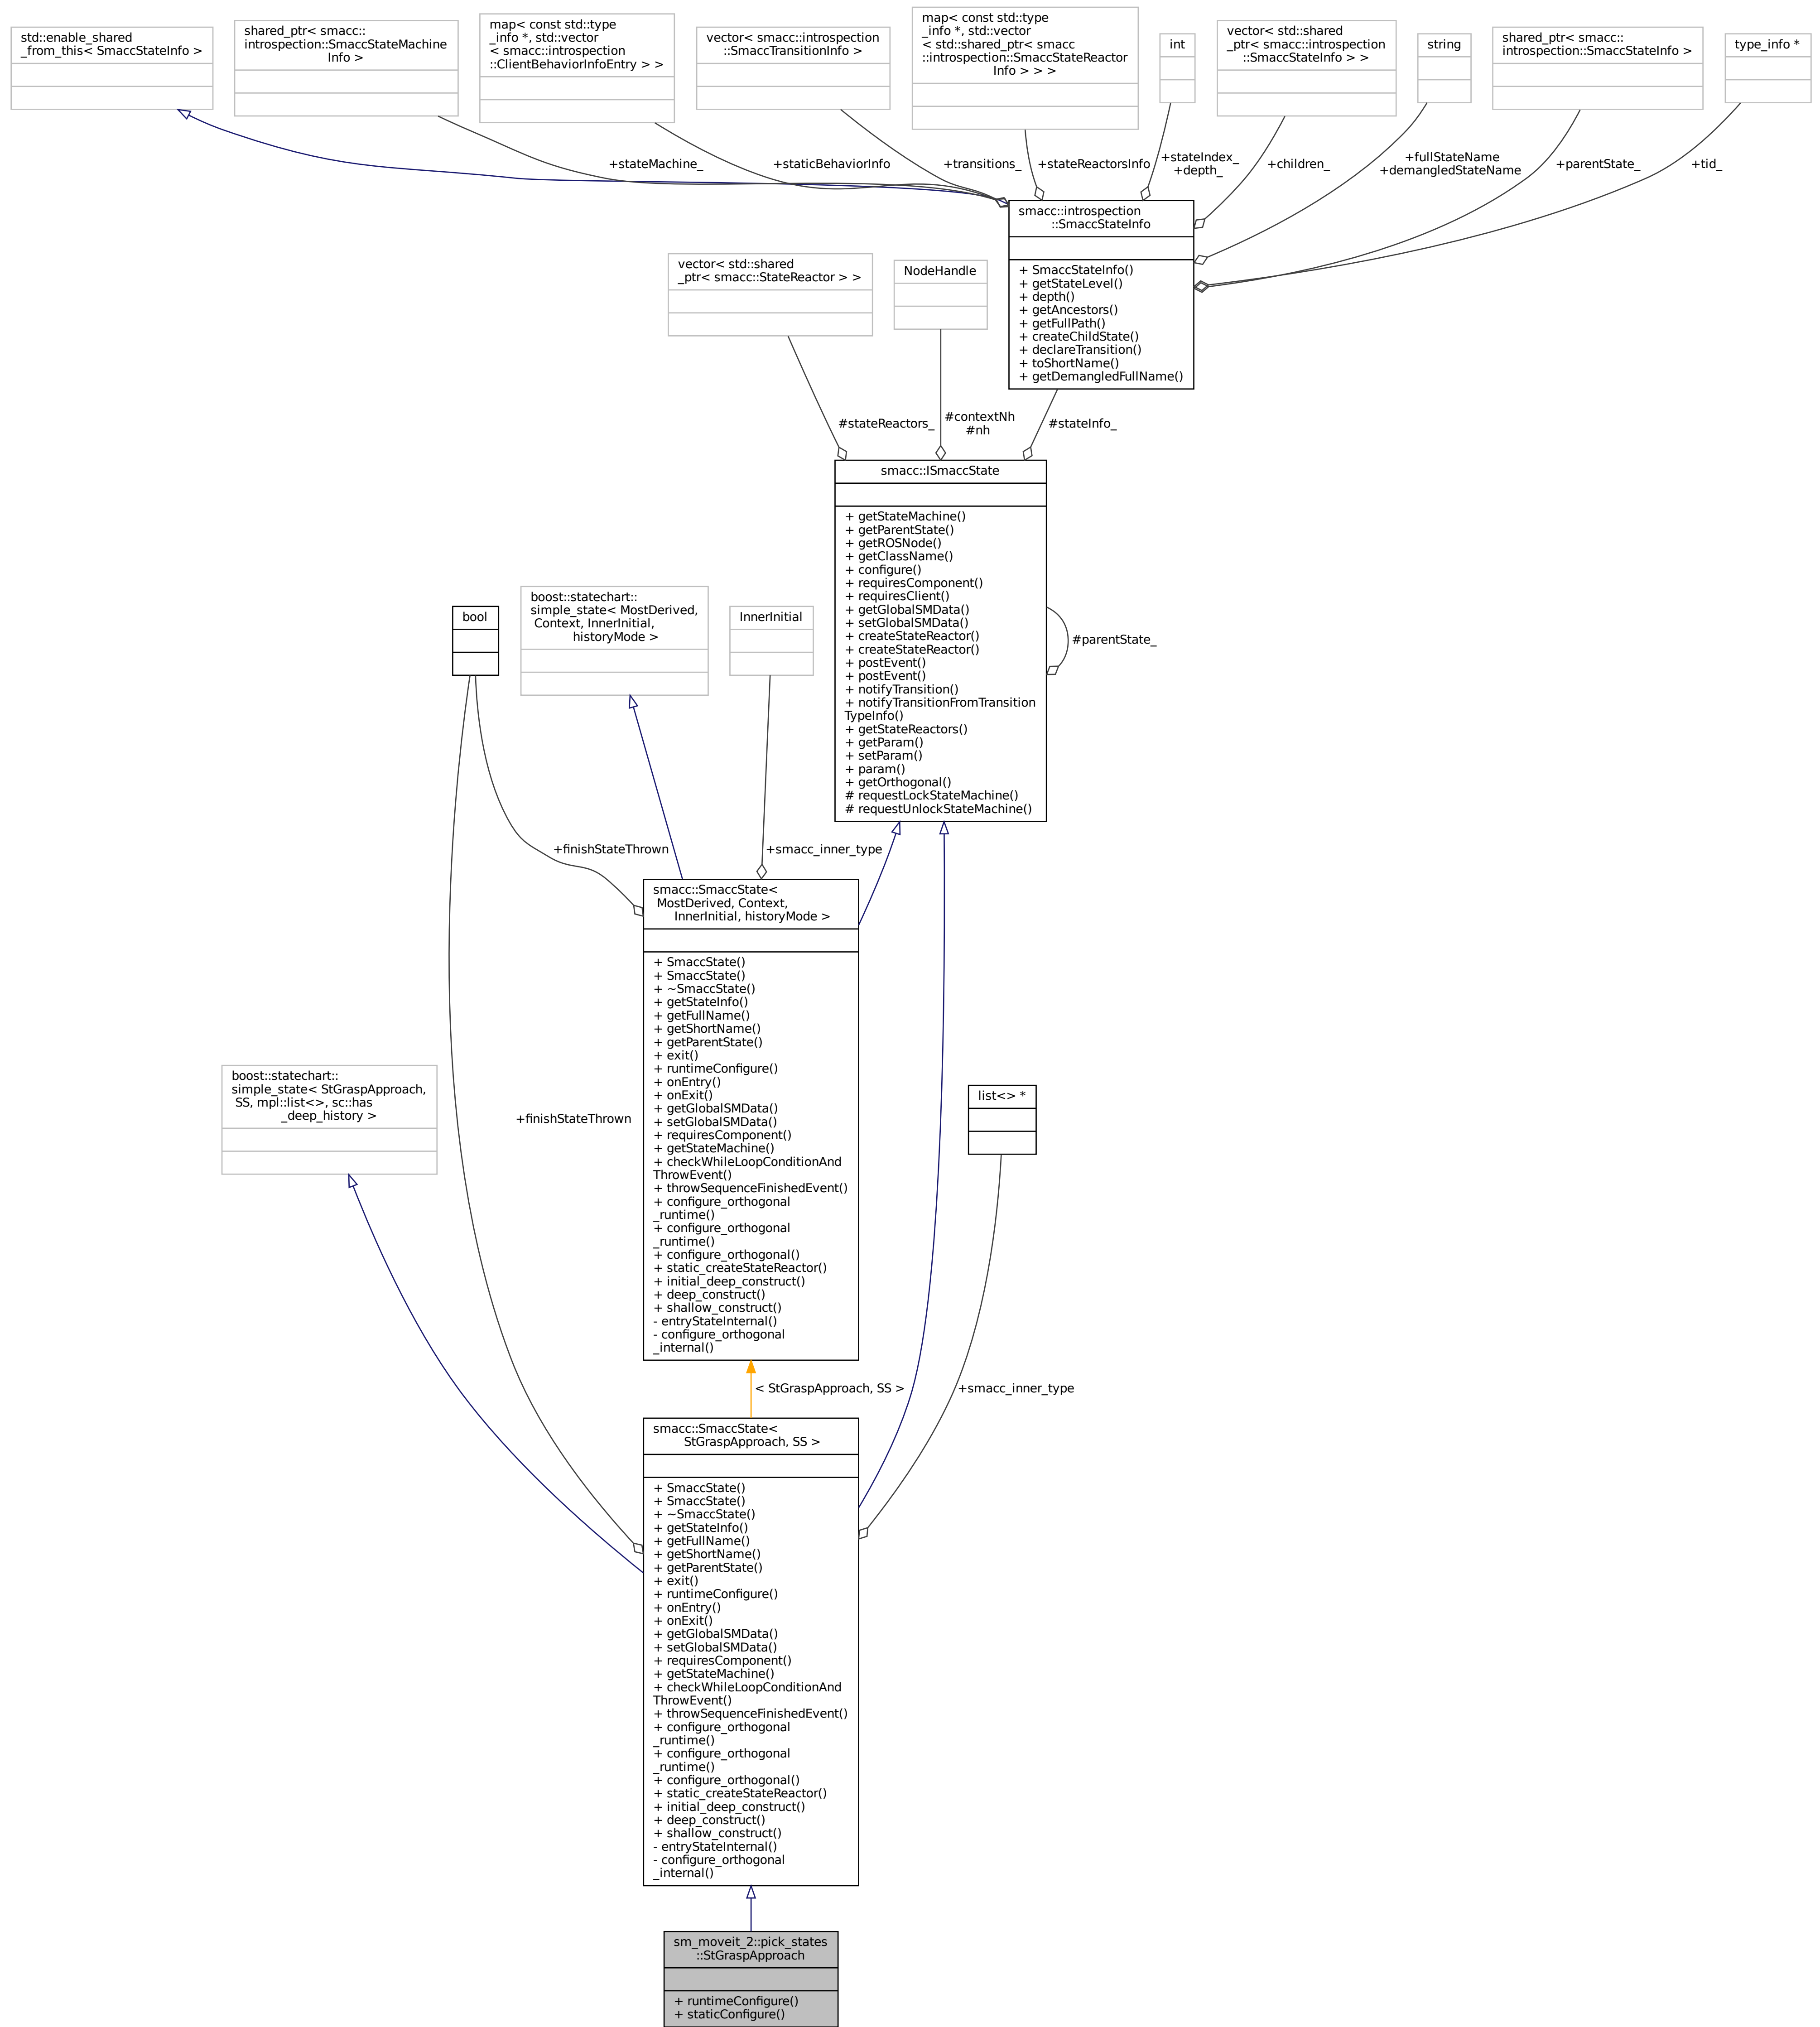 std::enable_shared
_from_this< SmaccStateInfo >
shared_ptr< smacc::
introspection::SmaccStateMachine
Info >
map< const std::type
_info *, std::vector
< smacc::introspection
::ClientBehaviorInfoEntry > >
vector< smacc::introspection
::SmaccTransitionInfo >
map< const std::type
_info *, std::vector
< std::shared_ptr< smacc
::introspection::SmaccStateReactor
Info > > >
int
vector< std::shared
_ptr< smacc::introspection
::SmaccStateInfo > >
string
shared_ptr< smacc::
introspection::SmaccStateInfo >
type_info *
+stateMachine_
+staticBehaviorInfo
+transitions_
+stateReactorsInfo
+stateIndex_
+depth_
+children_
+fullStateName
+demangledStateName
+parentState_
+tid_
smacc::introspection
::SmaccStateInfo
+ SmaccStateInfo()
+ getStateLevel()
+ depth()
+ getAncestors()
+ getFullPath()
+ createChildState()
+ declareTransition()
+ toShortName()
+ getDemangledFullName()
vector< std::shared
_ptr< smacc::StateReactor > >
NodeHandle
#stateReactors_
#contextNh
#nh
#stateInfo_
smacc::ISmaccState
+ getStateMachine()
+ getParentState()
+ getROSNode()
+ getClassName()
+ configure()
+ requiresComponent()
+ requiresClient()
+ getGlobalSMData()
+ setGlobalSMData()
+ createStateReactor()
+ createStateReactor()
+ postEvent()
+ postEvent()
+ notifyTransition()
+ notifyTransitionFromTransition
TypeInfo()
+ getStateReactors()
+ getParam()
+ setParam()
+ param()
+ getOrthogonal()
# requestLockStateMachine()
# requestUnlockStateMachine()
#parentState_
bool
boost::statechart::
simple_state< MostDerived,
Context, InnerInitial,
historyMode >
InnerInitial
+finishStateThrown
+smacc_inner_type
smacc::SmaccState<
MostDerived, Context,
InnerInitial, historyMode >
+ SmaccState()
+ SmaccState()
+ ~SmaccState()
+ getStateInfo()
+ getFullName()
+ getShortName()
+ getParentState()
+ exit()
+ runtimeConfigure()
+ onEntry()
+ onExit()
+ getGlobalSMData()
+ setGlobalSMData()
+ requiresComponent()
+ getStateMachine()
+ checkWhileLoopConditionAnd
ThrowEvent()
+ throwSequenceFinishedEvent()
+ configure_orthogonal
_runtime()
+ configure_orthogonal
_runtime()
+ configure_orthogonal()
+ static_createStateReactor()
+ initial_deep_construct()
+ deep_construct()
+ shallow_construct()
- entryStateInternal()
- configure_orthogonal
_internal()
boost::statechart::
simple_state< StGraspApproach,
SS, mpl::list<>, sc::has
_deep_history >
+finishStateThrown
list<> *
< StGraspApproach, SS >
+smacc_inner_type
smacc::SmaccState<
StGraspApproach, SS >
+ SmaccState()
+ SmaccState()
+ ~SmaccState()
+ getStateInfo()
+ getFullName()
+ getShortName()
+ getParentState()
+ exit()
+ runtimeConfigure()
+ onEntry()
+ onExit()
+ getGlobalSMData()
+ setGlobalSMData()
+ requiresComponent()
+ getStateMachine()
+ checkWhileLoopConditionAnd
ThrowEvent()
+ throwSequenceFinishedEvent()
+ configure_orthogonal
_runtime()
+ configure_orthogonal
_runtime()
+ configure_orthogonal()
+ static_createStateReactor()
+ initial_deep_construct()
+ deep_construct()
+ shallow_construct()
- entryStateInternal()
- configure_orthogonal
_internal()
sm_moveit_2::pick_states
::StGraspApproach
+ runtimeConfigure()
+ staticConfigure()